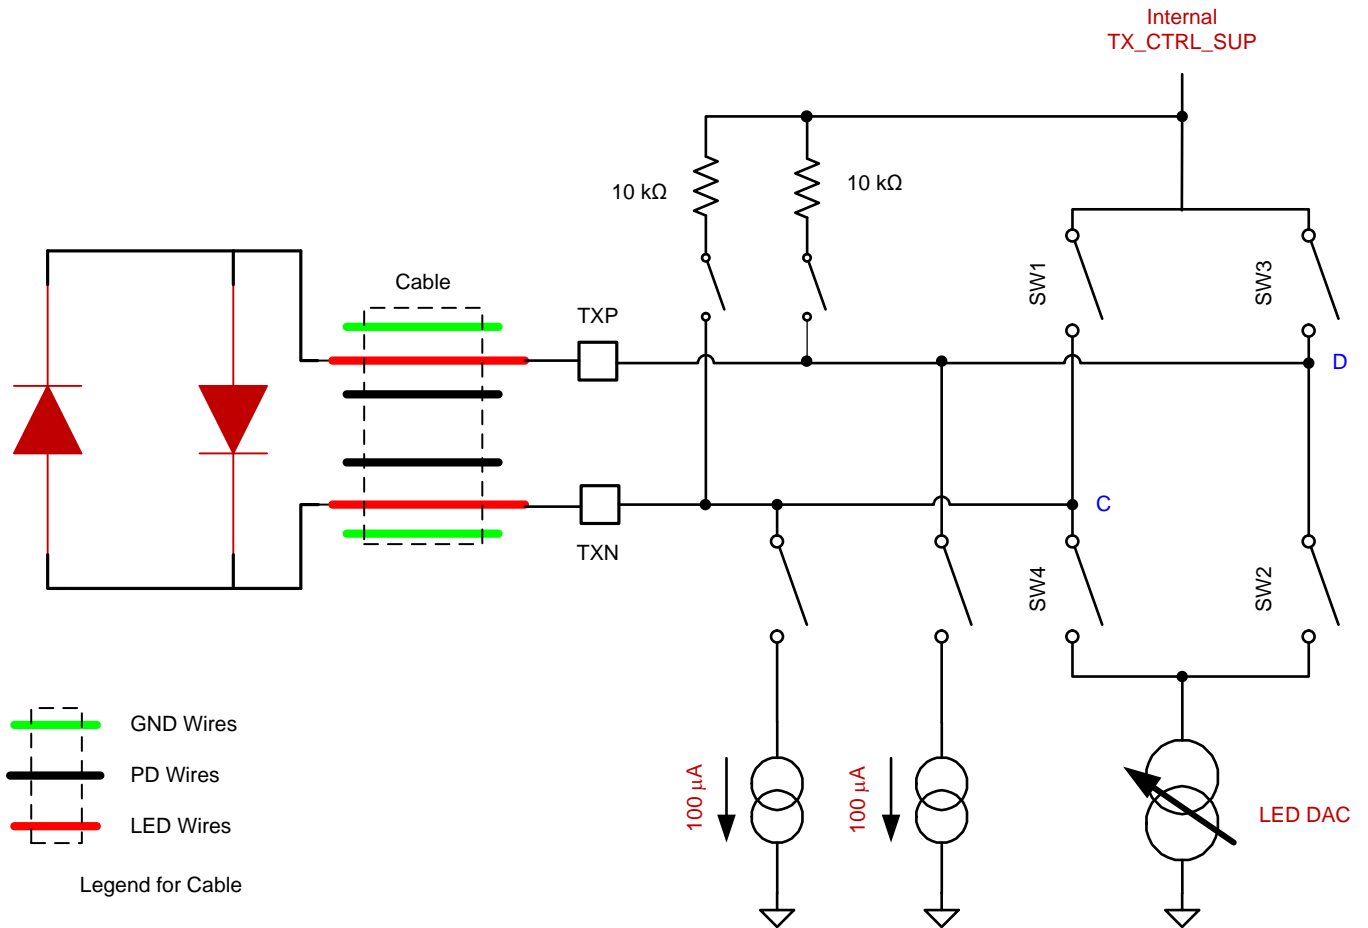 Internal
TX_CTRL_SUP
10 kΩ
10 kΩ
Cable
SW1
SW3
TXP
D
C
TXN
SW4
SW2
GND Wires
PD Wires
LED Wires
100 µA
100 µA
LED DAC
Legend for Cable